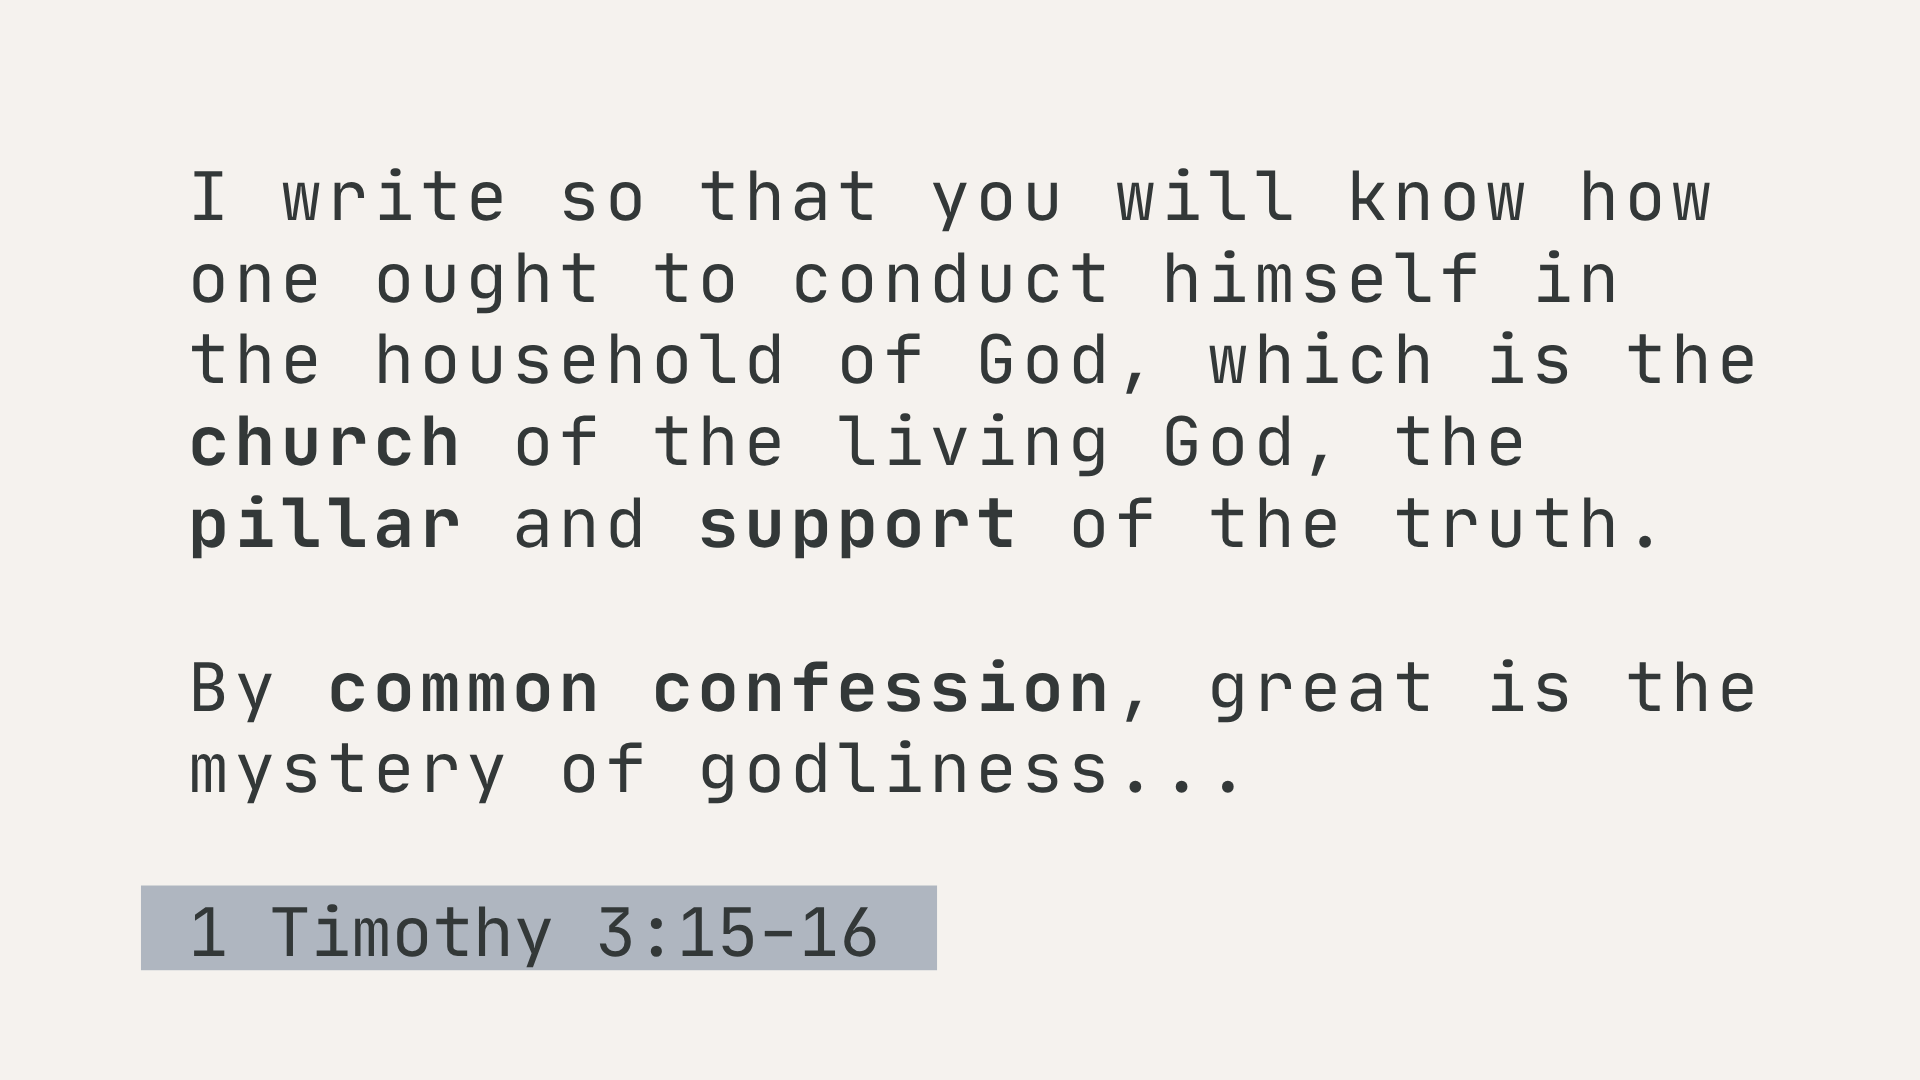 I write so that you will know how
one ought to conduct himself in
the household of God, which is the
church of the living God, the
pillar and support of the truth.
By common confession, great is the
mystery of godliness...
1 Timothy 3:15-16